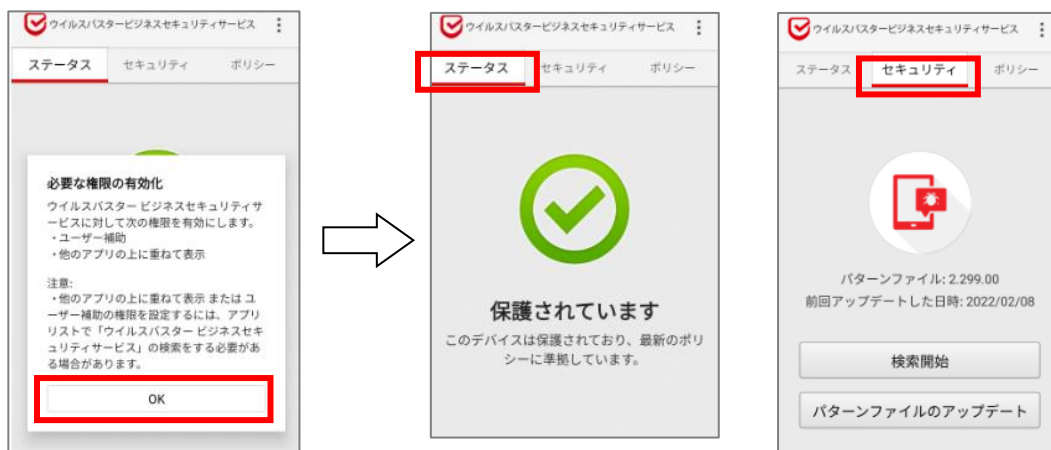 ウイルスバスタービジネスセキュリティサービス
ステータス セキュリティ ポリシー
必要な権限の有効化
ウイルスバスター ビジネスセキュリティサ
ービスに対して次の権限を有効にします。
・ユーザー補助
・他のアプリの上に重ねて表示
注意:
・他のアプリの上に重ねて表示 または ユ
ーザー補助の権限を設定するには、アプリ
リストで「ウイルスバスター ビジネスセキ
ュリティサービス」の検索をする必要があ
る場合があります。
OK
ウイルスバスタービジネスセキュリティサービス
ステータス セキュリティ ポリシー
保護されています
このデバイスは保護されており、最新のポリ
シーに準拠しています。
ウイルスバスタービジネスセキュリティサービス
ステータス セキュリティ ポリシー
パターンファイル: 2.299.00
前回アップデートした日時: 2022/02/08
検索開始
パターンファイルのアップデート